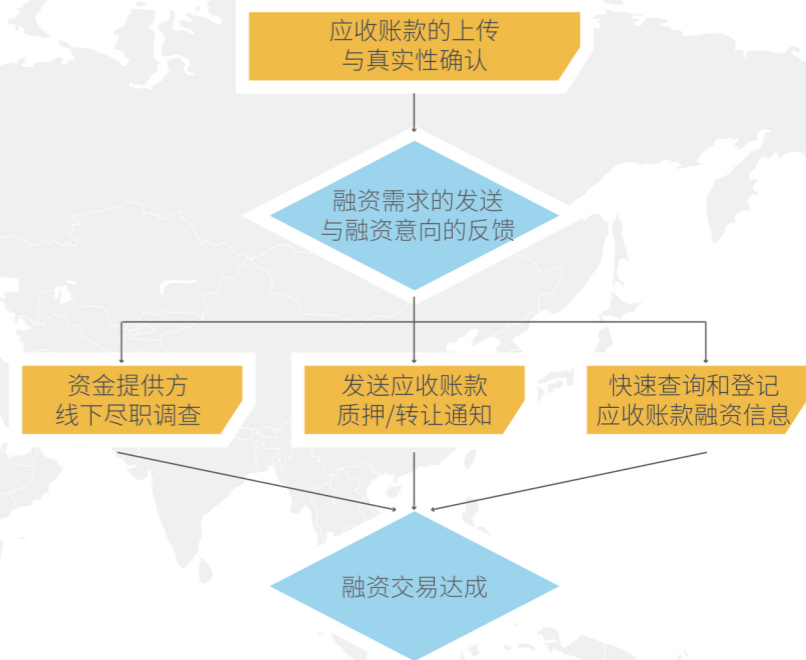 应收账款的上传
与真实性确认
融资需求的发送
与融资意向的反馈
资金提供方
线下尽职调查
发送应收账款
质押/转让通知
快速查询和登记
应收账款融资信息
融资交易达成